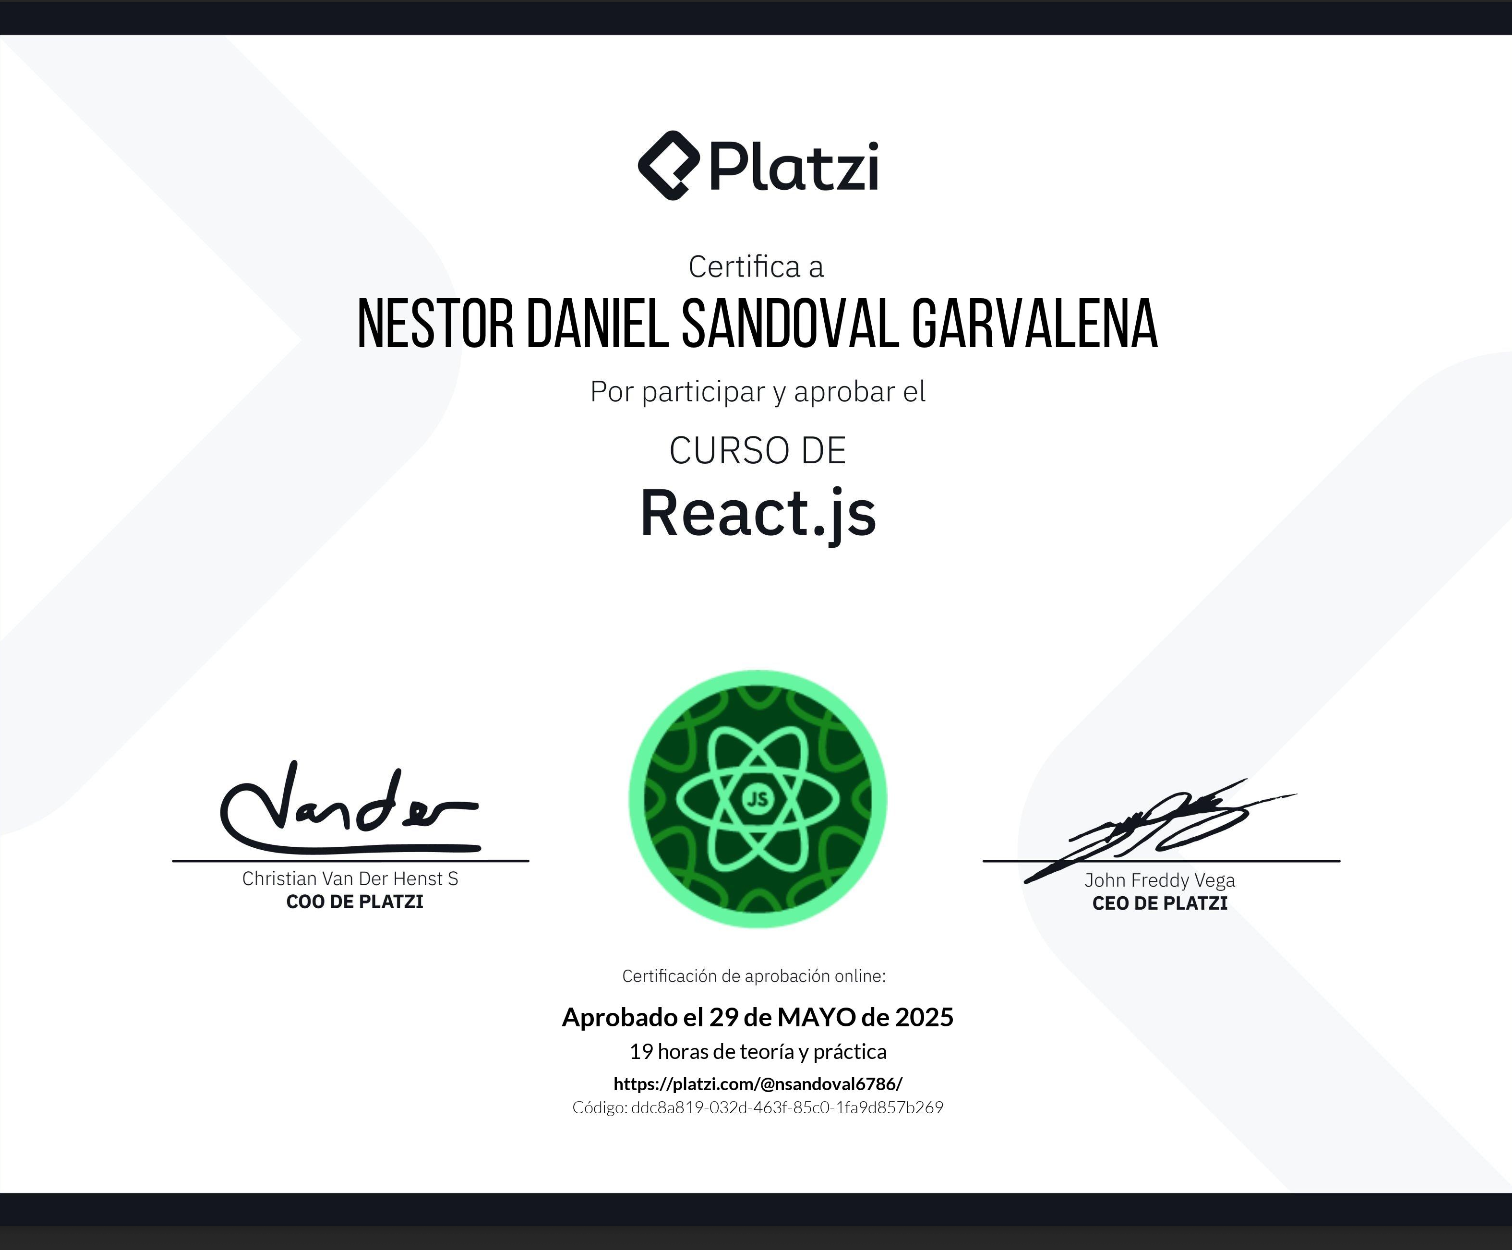 Platzi
Certifica a
NESTOR DANIEL SANDOVAL GARVALENA
Por participar y aprobar el
CURSO DE
React.js
JS
Vander
Christian Van Der Henst S
COO DE PLATZI
John Freddy Vega
CEO DE PLATZI
Certificación de aprobación online:
Aprobado el 29 de MAYO de 2025
19 horas de teoría y práctica
https://platzi.com/@nsandoval6786/
Código: ddc8a819-032d-463f-85c0-1fa9d857b269